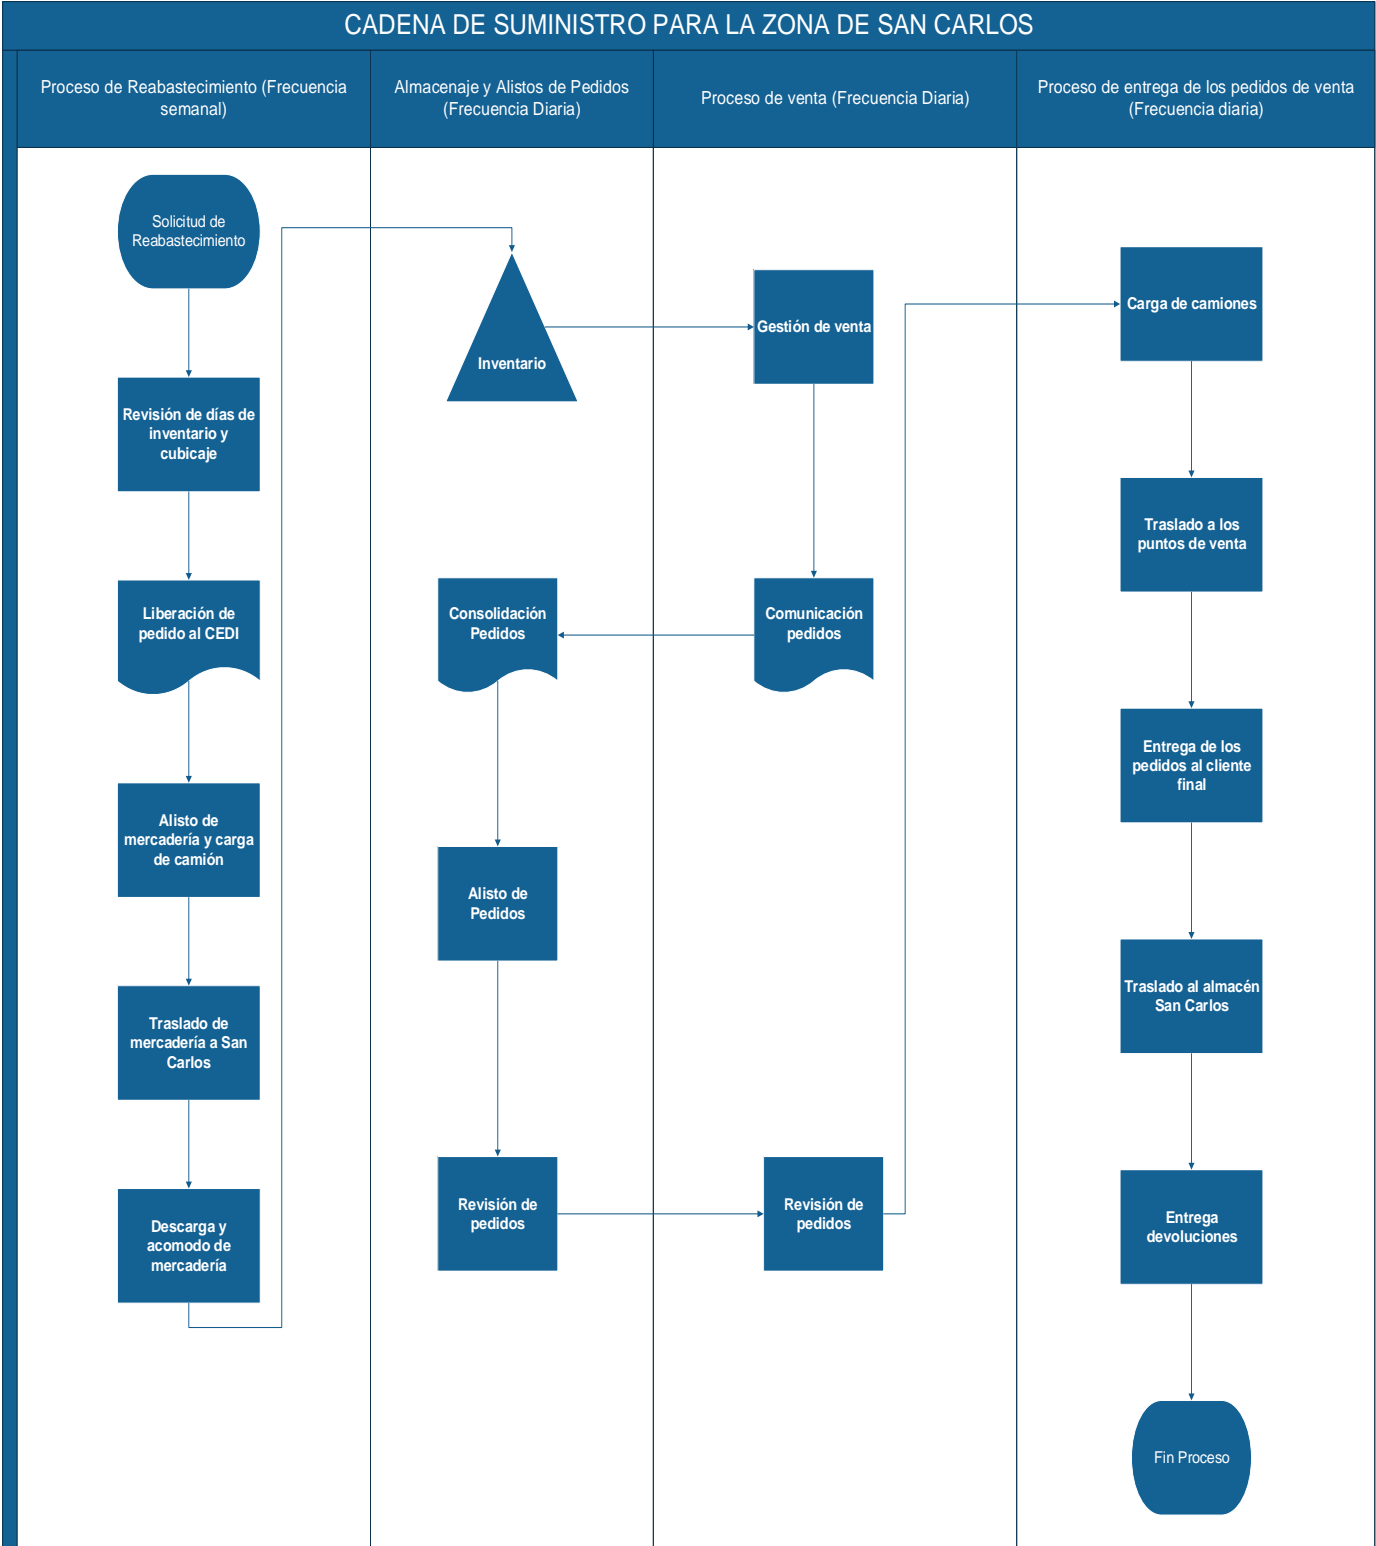 CADENA DE SUMINISTRO PARA LA ZONA DE SAN CARLOS
Proceso de Reabastecimiento (Frecuencia
semanal)
Almacenaje y Alistos de Pedidos
(Frecuencia Diaria)
Proceso de venta (Frecuencia Diaria)
Proceso de entrega de los pedidos de venta
(Frecuencia diaria)
Solicitud de
Reabastecimiento
Revisión de días de
inventario y
cubicaje
Liberación de
pedido al CEDI
Alisto de
mercadería y carga
de camión
Traslado de
mercadería a San
Carlos
Descarga y
acomodo de
mercadería
Inventario
Gestión de venta
Comunicación
pedidos
Consolidación
Pedidos
Alisto de
Pedidos
Revisión de
pedidos
Revisión de
pedidos
Carga de camiones
Traslado a los
puntos de venta
Entrega de los
pedidos al cliente
final
Traslado al almacén
San Carlos
Entrega
devoluciones
Fin Proceso